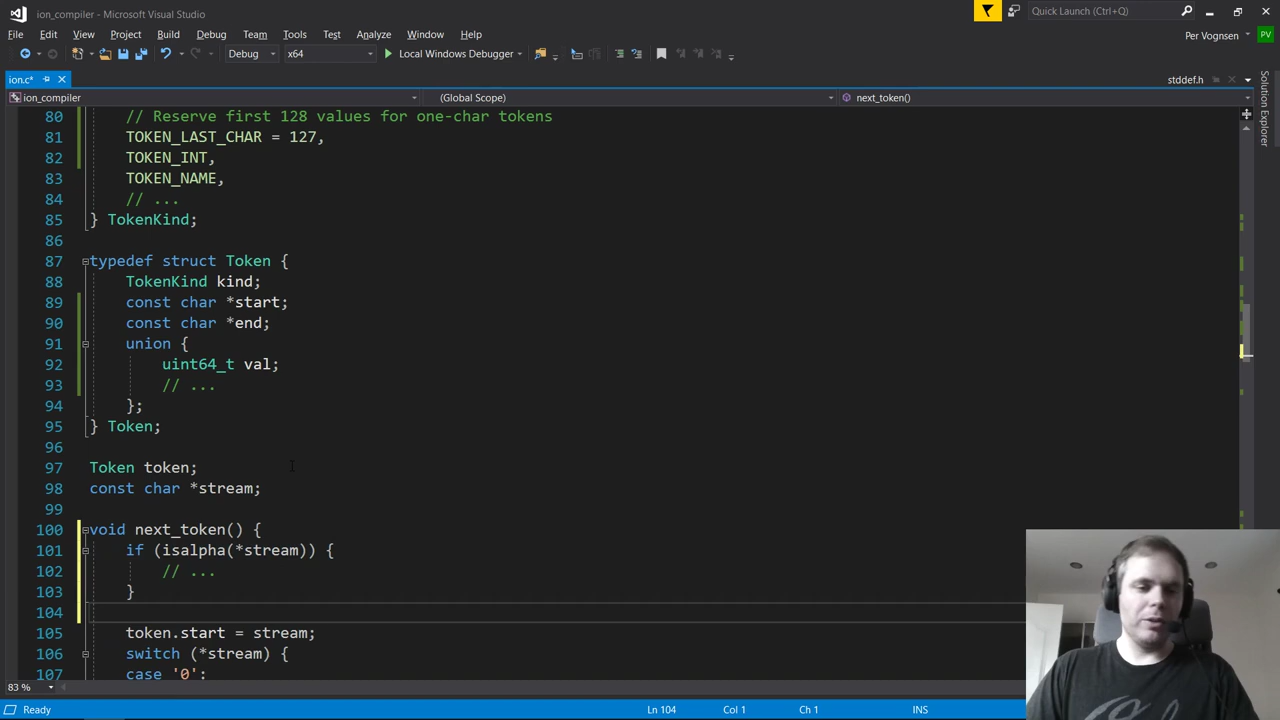 ion_compiler - Microsoft Visual Studio
Quick Launch (Ctrl+Q)
File Edit View Project Build Debug Team Tools Test Analyze Window Help
Per Vognsen PV
Debug x64 Local Windows Debugger
ion.c* stddef.h
ion_compiler (Global Scope) next_token()
80 // Reserve first 128 values for one-char tokens
81 TOKEN_LAST_CHAR = 127,
82 TOKEN_INT,
83 TOKEN_NAME,
84 // ...
85 } TokenKind;
86
87 typedef struct Token {
88 TokenKind kind;
89 const char *start;
90 const char *end;
91 union {
92 uint64_t val;
93 // ...
94 };
95 } Token;
96
97 Token token;
98 const char *stream;
99
100 void next_token() {
101 if (isalpha(*stream)) {
102 // ...
103 }
104
105 token.start = stream;
106 switch (*stream) {
107 case '0':
83 %
Ready Ln 104 Col 1 Ch 1 INS
Solution Explorer